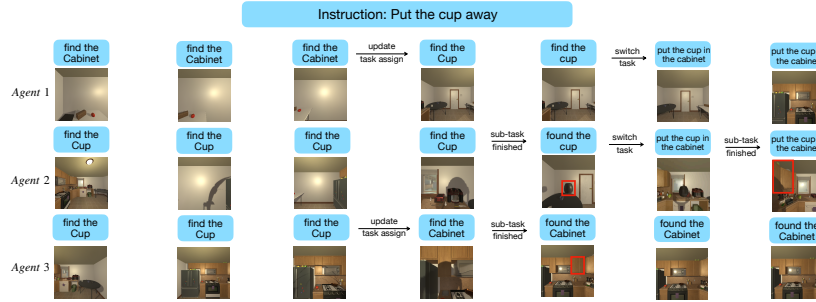 Instruction: Put the cup away
find the
Cabinet
find the
Cabinet
find the
Cabinet
update
task assign
find the
Cup
find the
cup
switch
task
put the cup in
the cabinet
put the cup
the cabinet
Agent 1
find the
Cup
find the
Cup
find the
Cup
find the
Cup
sub-task
finished
found the
cup
switch
task
put the cup in
the cabinet
sub-task
finished
put the cup
the cabinet
Agent 2
find the
Cup
find the
Cup
find the
Cup
update
task assign
find the
Cabinet
sub-task
finished
found the
Cabinet
found the
Cabinet
found the
Cabinet
Agent 3